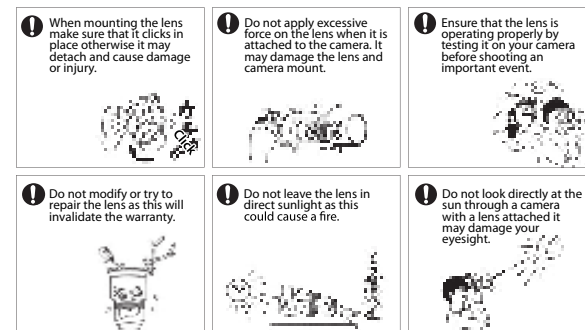 When mounting the lens
make sure that it clicks in
place otherwise it may
detach and cause damage
or injury.
Click
Do not apply excessive
force on the lens when it is
attached to the camera. It
may damage the lens and
camera mount.
Ensure that the lens is
operating properly by
testing it on your camera
before shooting an
important event.
Do not modify or try to
repair the lens as this will
invalidate the warranty.
Do not leave the lens in
direct sunlight as this
could cause a fire.
Do not look directly at the
sun through a camera
with a lens attached it
may damage your
eyesight.